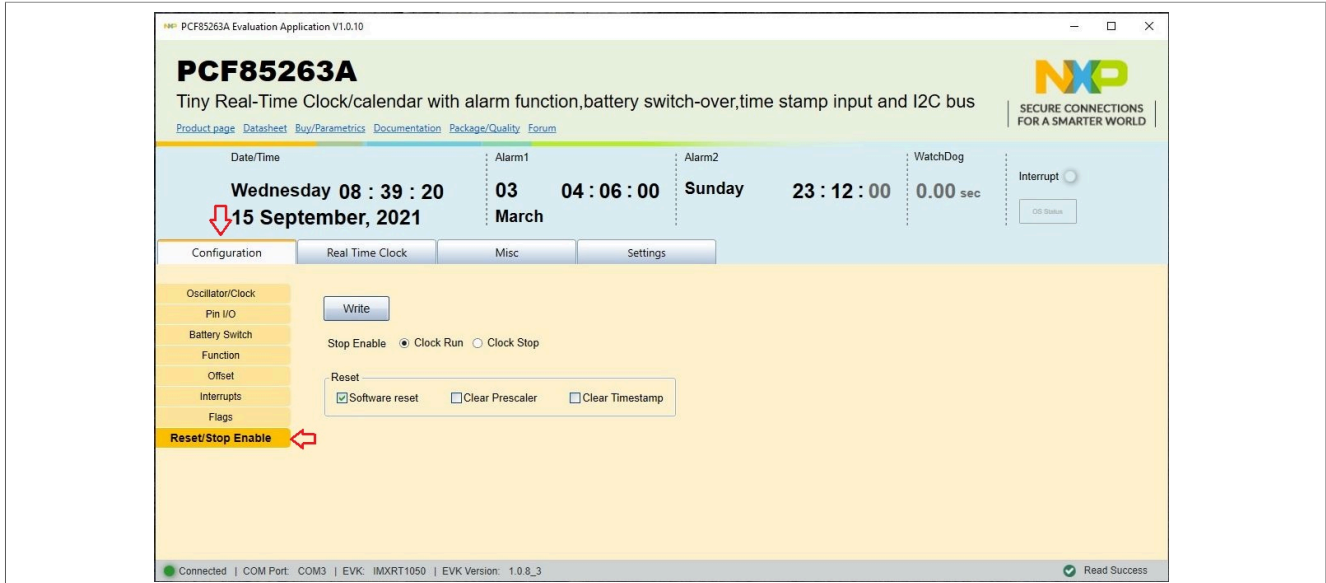 PCF85263A Evaluation Application V1.0.10
PCF85263A
Tiny Real-Time Clock/calendar with alarm function,battery switch-over,time stamp input and I2C bus
Product page Datasheet Buy/Parametrics Documentation Package/Quality Forum
NXP
SECURE CONNECTIONS
FOR A SMARTER WORLD
Date/Time Alarm1 Alarm2 WatchDog
Interrupt
Wednesday 08 : 39 : 20 03 04 : 06 : 00 Sunday 23 : 12 : 00 0.00 sec
15 September, 2021 March OS Status
Configuration Real Time Clock Misc Settings
Oscillator/Clock
Pin I/O
Battery Switch
Function
Offset
Interrupts
Flags
Reset/Stop Enable
Write
Stop Enable Clock Run Clock Stop
Reset
Software reset Clear Prescaler Clear Timestamp
Connected | COM Port: COM3 | EVK: IMXRT1050 | EVK Version: 1.0.8_3 Read Success